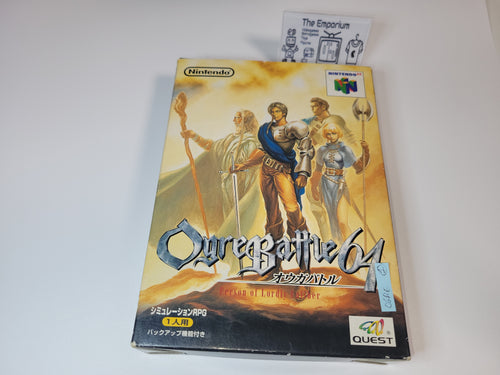 The Emporium
Nintendo
NINTENDO 64
Ogre Battle 64
オウガバトル
Person of Lordly Caliber
シミュレーションRPG
1人用
バックアップ機能付き
QUEST